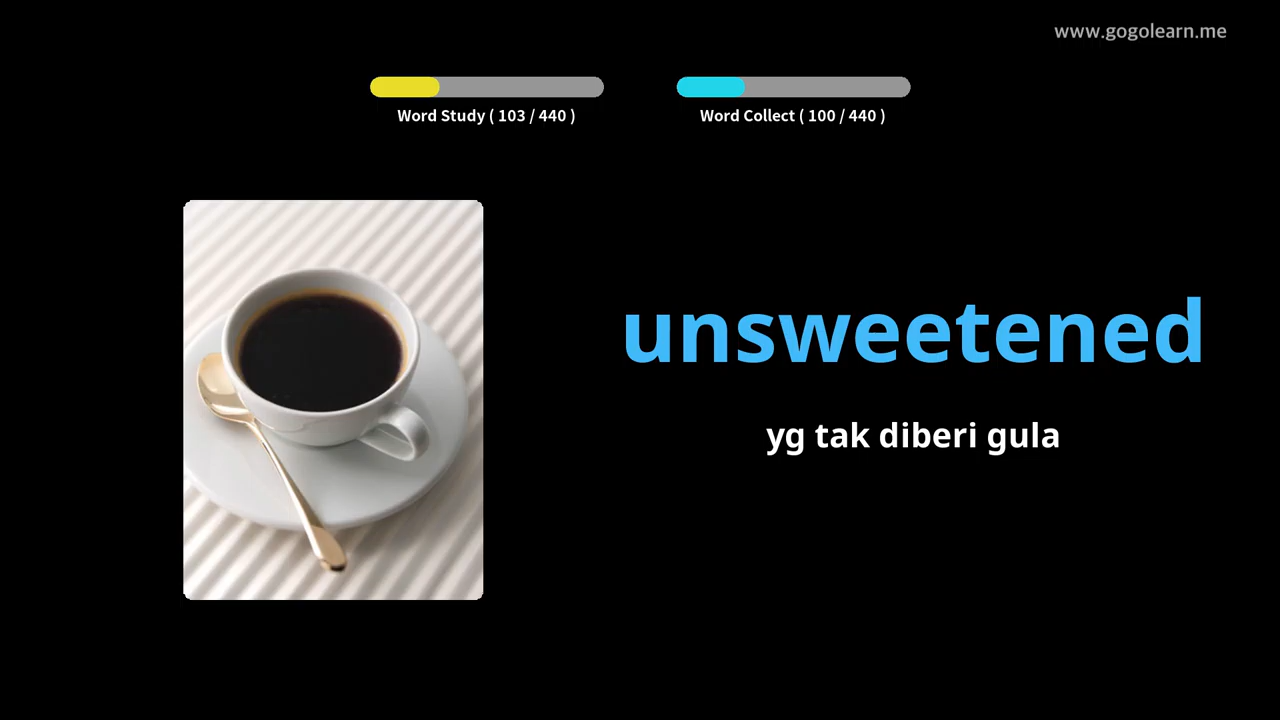 www.gogolearn.me
Word Study ( 103 / 440 )
Word Collect ( 100 / 440 )
unsweetened
yg tak diberi gula